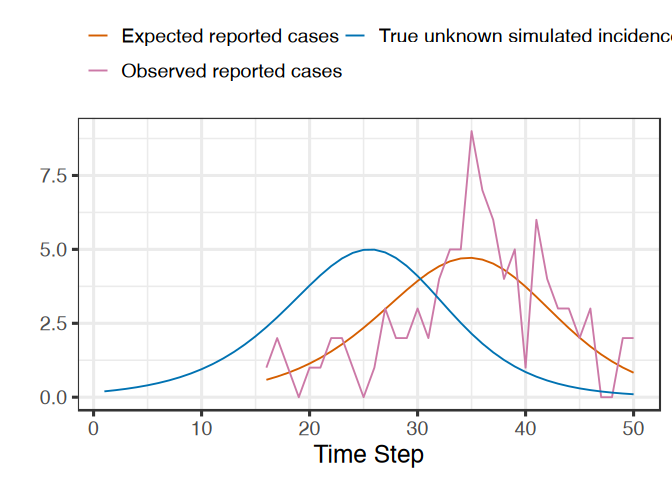 Expected reported cases True unknown simulated incidence
Observed reported cases
7.5
5.0
2.5
0.0
0 10 20 30 40 50
Time Step